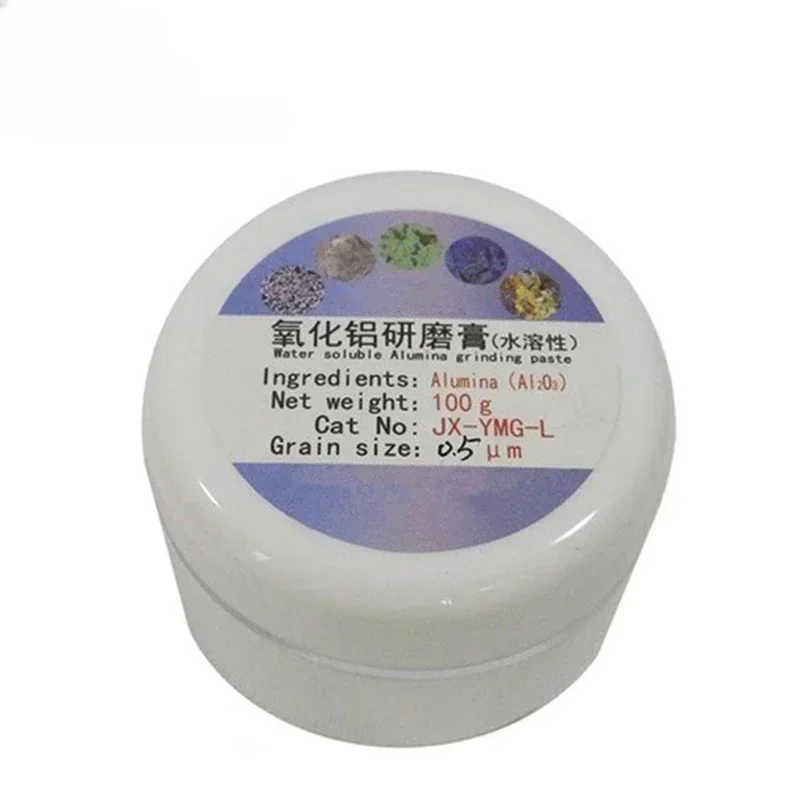 氧化铝研磨膏(水溶性)
Water soluble Alumina grinding paste
Ingredients: Alumina (Al₂O₃)
Net weight: 100g
Cat No: JX-YMG-L
Grain size: 0.5 μm